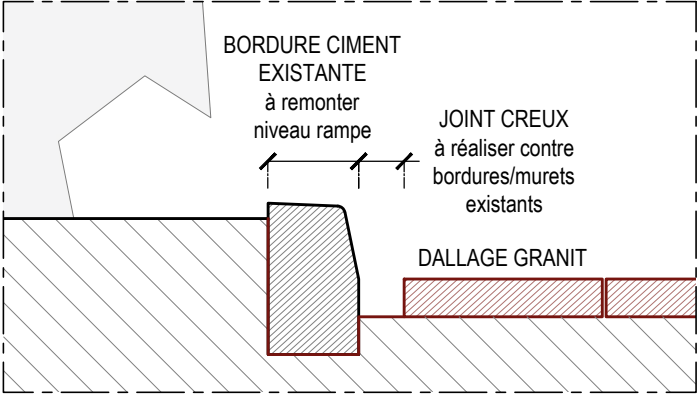 BORDURE CIMENT
EXISTANTE
à remonter
niveau rampe
JOINT CREUX
à réaliser contre
bordures/murets
existants
DALLAGE GRANIT